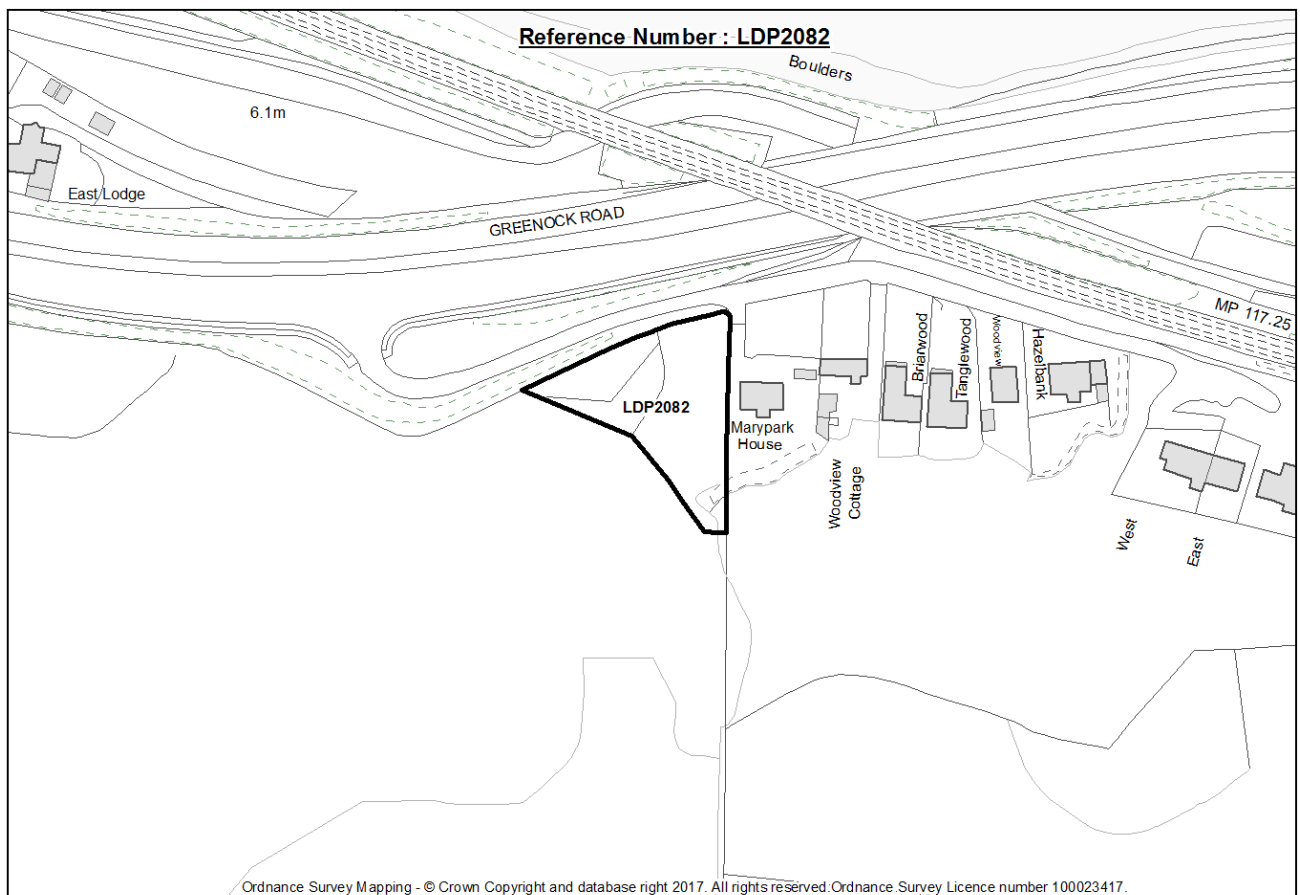 Reference Number : LDP2082
Boulders
6.1m
East Lodge
GREENOCK ROAD
MP 117.25
LDP2082
Marypark
House
Woodview
Cottage
Briarwood
Tanglewood
Woodview
Hazelbank
West
East
Ordnance Survey Mapping - © Crown Copyright and database right 2017. All rights reserved.Ordnance Survey Licence number 100023417.